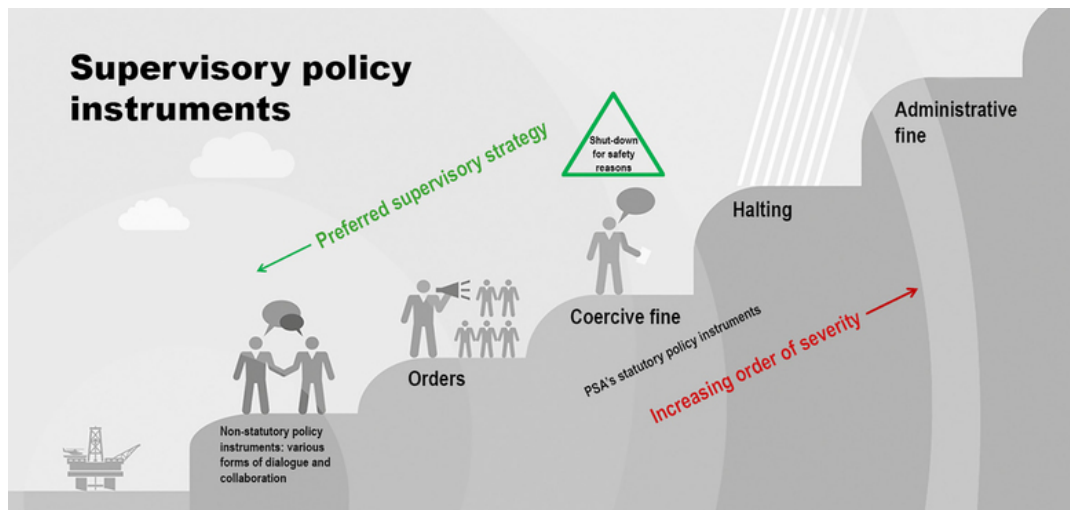 Supervisory policy
instruments
Preferred supervisory strategy
Shut-down
for safety
reasons
Administrative
fine
Halting
Coercive fine
PSA's statutory policy instruments
Increasing order of severity
Orders
Non-statutory policy
instruments: various
forms of dialogue and
collaboration